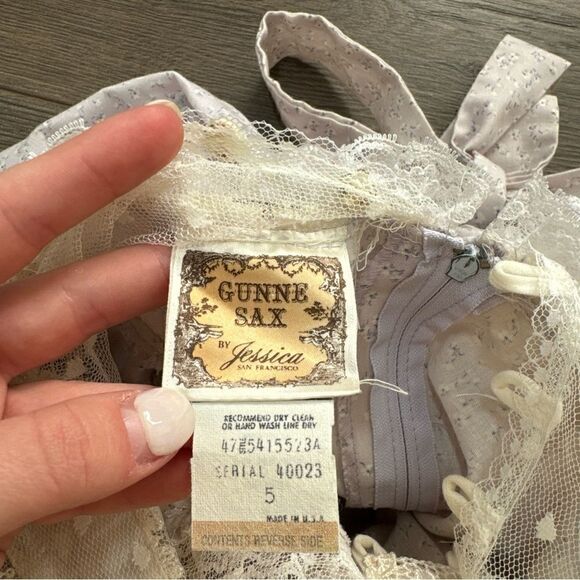 GUNNE
SAX
BY Jessica
SAN FRANCISCO
RECOMMEND DRY CLEAN
OR HAND WASH LINE DRY
SERIAL 40023
5
MADE IN U.S.A
CONTENTS REVERSE SIDE